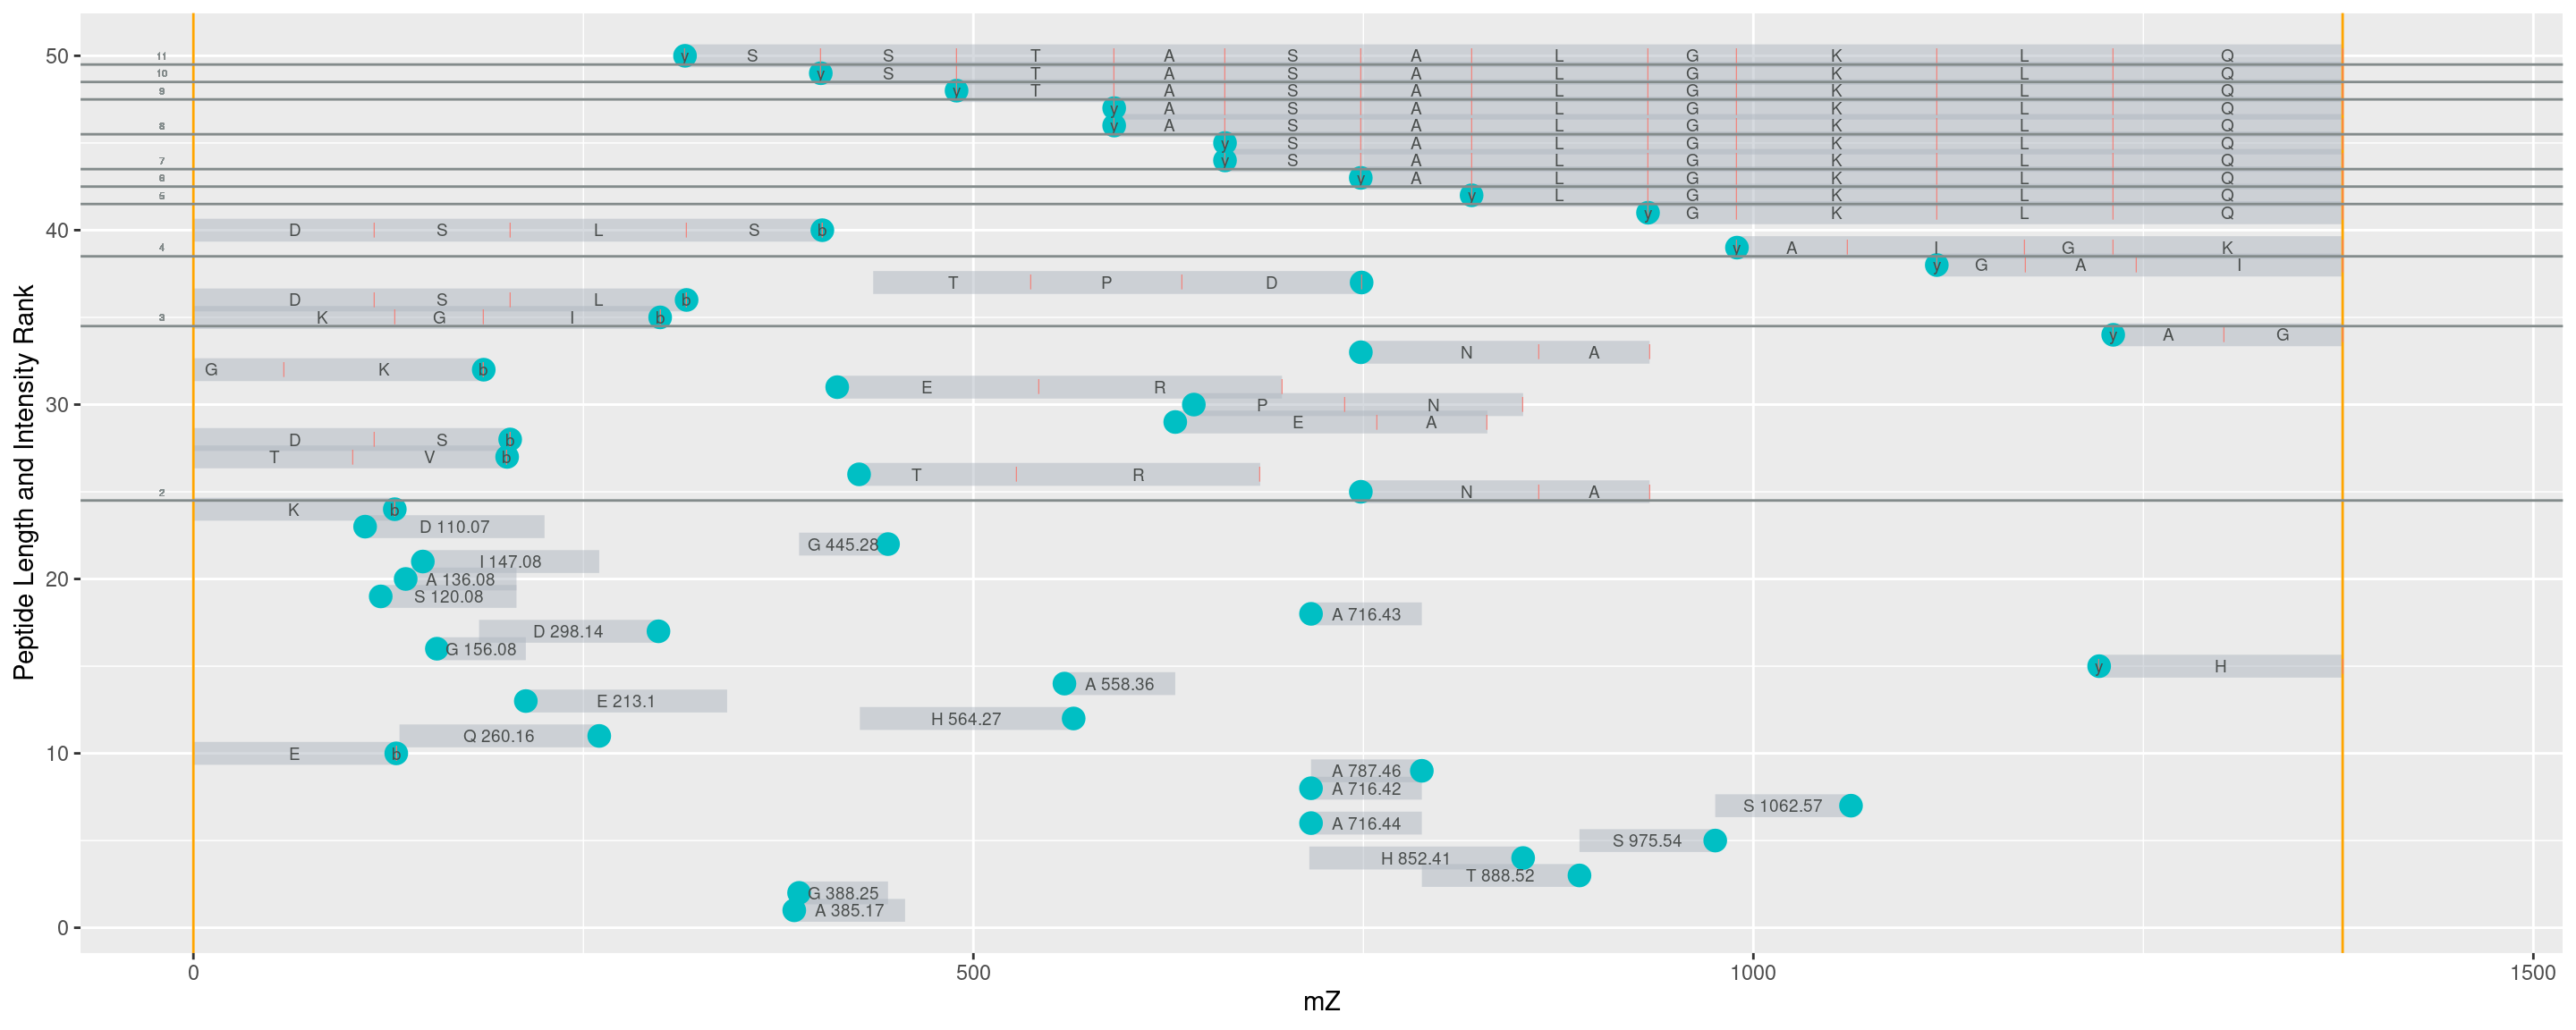 50 11 y S S T A S A L G K L Q
10 y S T A S A L G K L Q
9 y T A S A L G K L Q
y A S A L G K L Q
8 y A S A L G K L Q
y S A L G K L Q
7 y S A L G K L Q
6 y A L G K L Q
5 y L G K L Q
y G K L Q
40 D S L S b
4 y A I G K
y G A I
T P D
D S L b
3 K G I b
y A G
N A
G K b
E R
30 P N
E A
D S b
T V b
T R
2 N A
K b
D 110.07
G 445.28
I 147.08
20 A 136.08
S 120.08
A 716.43
D 298.14
G 156.08
y H
A 558.36
E 213.1
H 564.27
Q 260.16
10 E b
A 787.46
A 716.42
S 1062.57
A 716.44
S 975.54
H 852.41
T 888.52
G 388.25
A 385.17
0
0 500 1000 1500
mZ
Peptide Length and Intensity Rank